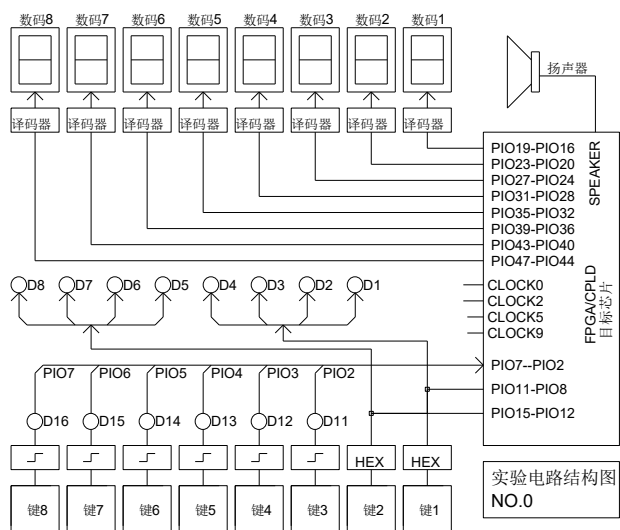 数码8 数码7 数码6 数码5 数码4 数码3 数码2 数码1
扬声器
译码器 译码器 译码器 译码器 译码器 译码器 译码器 译码器
SPEAKER
PIO19-PIO16
PIO23-PIO20
PIO27-PIO24
PIO31-PIO28
PIO35-PIO32
PIO39-PIO36
PIO43-PIO40
PIO47-PIO44
D8 D7 D6 D5 D4 D3 D2 D1
CLOCK0
CLOCK2
CLOCK5
CLOCK9
FPGA/CPLD
目标芯片
PIO7 PIO6 PIO5 PIO4 PIO3 PIO2
PIO7--PIO2
PIO11-PIO8
PIO15-PIO12
D16 D15 D14 D13 D12 D11
HEX HEX
键8 键7 键6 键5 键4 键3 键2 键1
实验电路结构图
NO.0